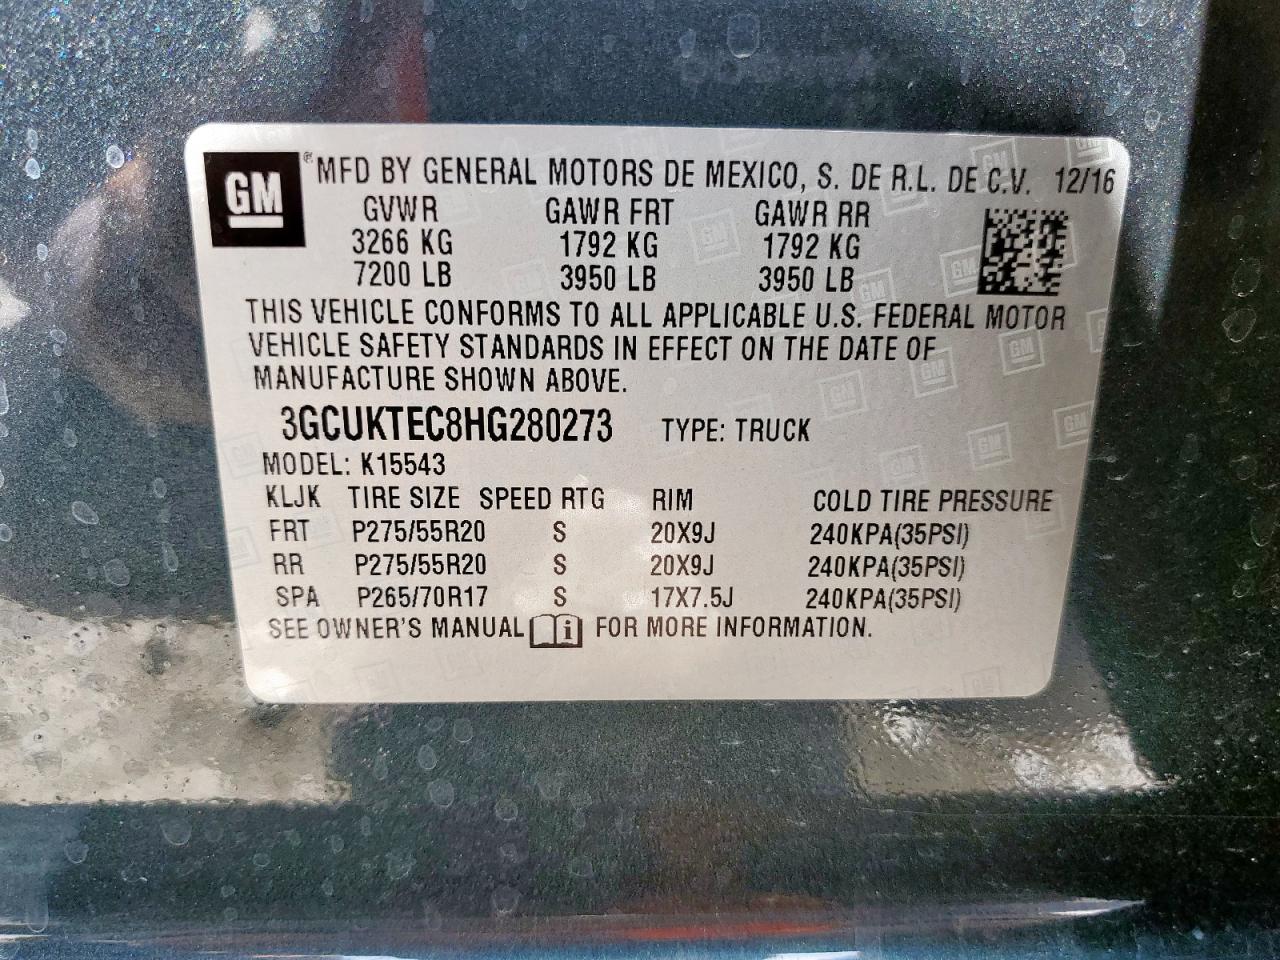 GM ® MFD BY GENERAL MOTORS DE MEXICO, S. DE R.L. DE C.V. 12/16
GVWR GAWR FRT GAWR RR
3266 KG 1792 KG 1792 KG
7200 LB 3950 LB 3950 LB
THIS VEHICLE CONFORMS TO ALL APPLICABLE U.S. FEDERAL MOTOR
VEHICLE SAFETY STANDARDS IN EFFECT ON THE DATE OF
MANUFACTURE SHOWN ABOVE.
3GCUKTEC8HG280273 TYPE: TRUCK
MODEL: K15543
KLJK TIRE SIZE SPEED RTG RIM COLD TIRE PRESSURE
FRT P275/55R20 S 20X9J 240KPA(35PSI)
RR P275/55R20 S 20X9J 240KPA(35PSI)
SPA P265/70R17 S 17X7.5J 240KPA(35PSI)
SEE OWNER'S MANUAL i FOR MORE INFORMATION.